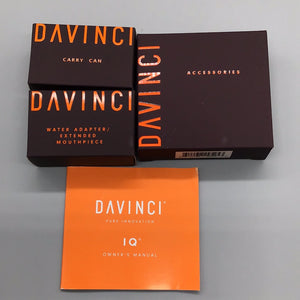 DAVINCI
CARRY CAN
DAVINCI
WATER ADAPTER/
EXTENDED
MOUTHPIECE
DAVINCI
ACCESSORIES
DAVINCI
PURE INNOVATION
IQ
OWNER'S MANUAL